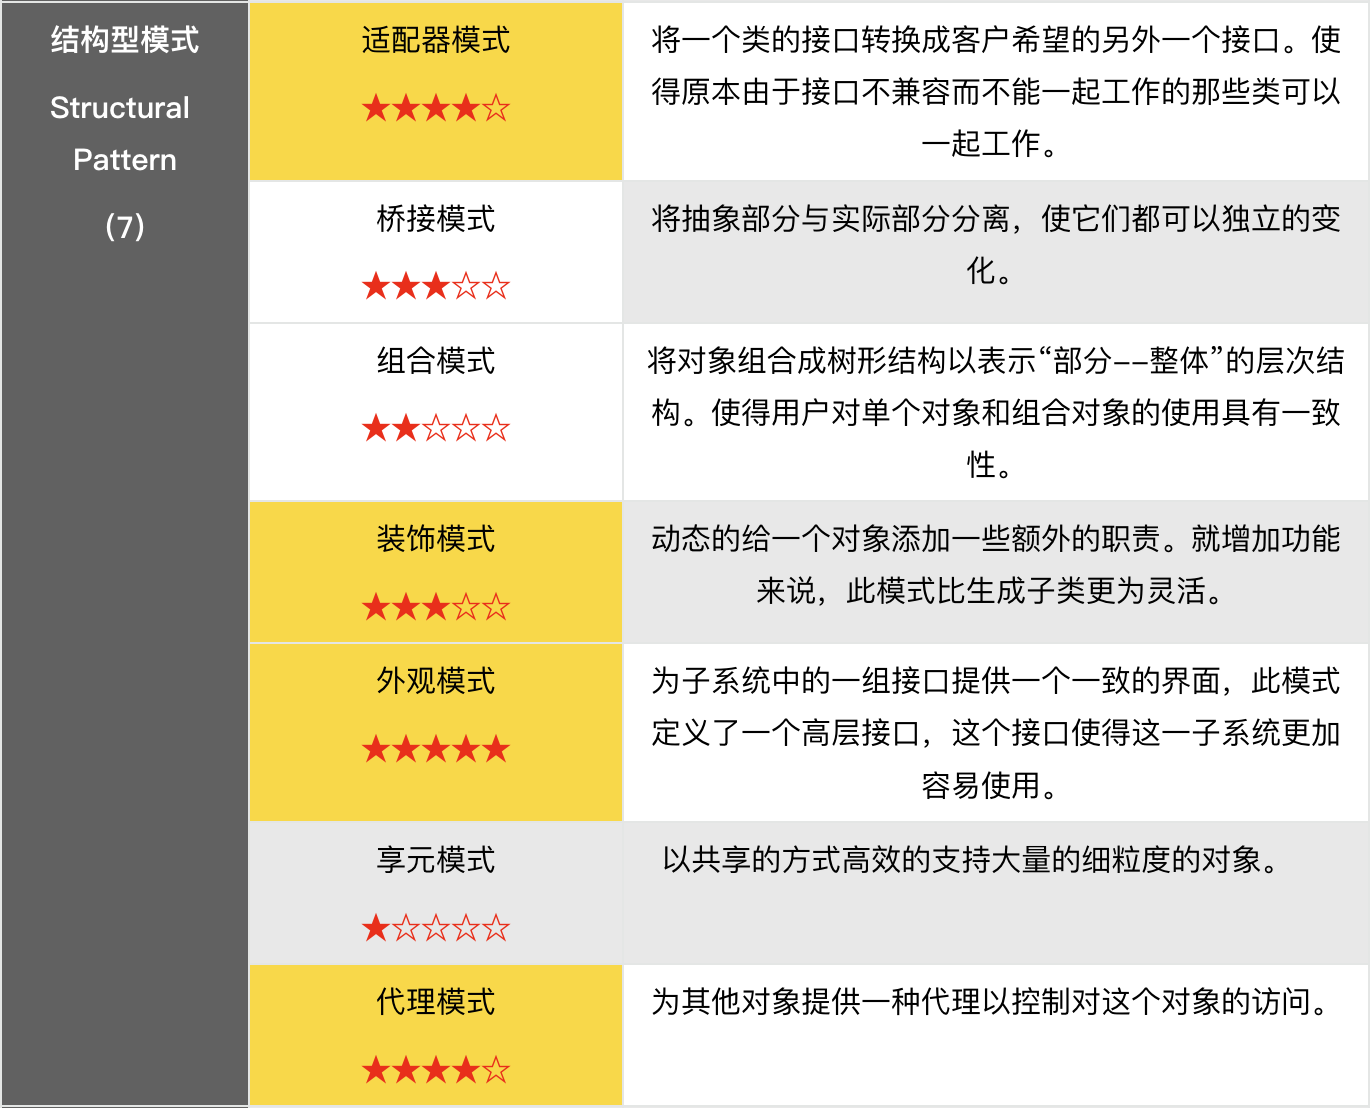 结构型模式
Structural
Pattern
(7)
适配器模式
★★★★☆
将一个类的接口转换成客户希望的另外一个接口。使
得原本由于接口不兼容而不能一起工作的那些类可以
一起工作。
桥接模式
★★★☆☆
将抽象部分与实际部分分离，使它们都可以独立的变
化。
组合模式
★★☆☆☆
将对象组合成树形结构以表示“部分--整体”的层次结
构。使得用户对单个对象和组合对象的使用具有一致
性。
装饰模式
★★★☆☆
动态的给一个对象添加一些额外的职责。就增加功能
来说，此模式比生成子类更为灵活。
外观模式
★★★★★
为子系统中的一组接口提供一个一致的界面，此模式
定义了一个高层接口，这个接口使得这一子系统更加
容易使用。
享元模式
★☆☆☆☆
以共享的方式高效的支持大量的细粒度的对象。
代理模式
★★★★☆
为其他对象提供一种代理以控制对这个对象的访问。